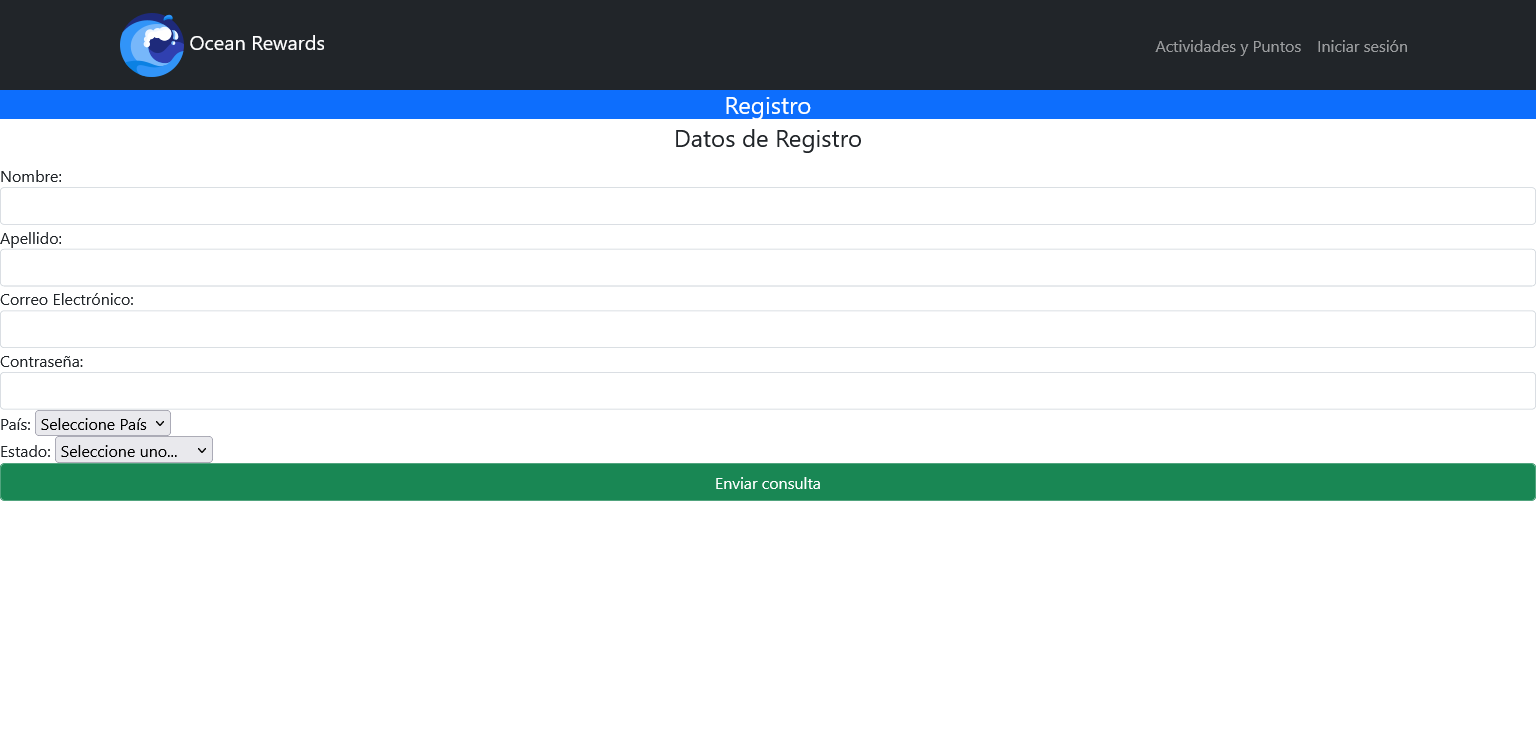 Ocean Rewards
Actividades y Puntos Iniciar sesión
Registro
Datos de Registro
Nombre:
Apellido:
Correo Electrónico:
Contraseña:
País: Seleccione País
Estado: Seleccione uno...
Enviar consulta